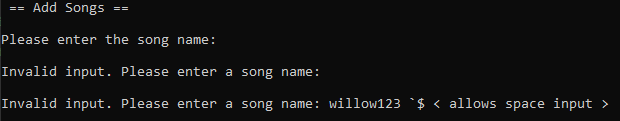 == Add Songs ==
Please enter the song name:
Invalid input. Please enter a song name:
Invalid input. Please enter a song name: willow123 `$ < allows space input >